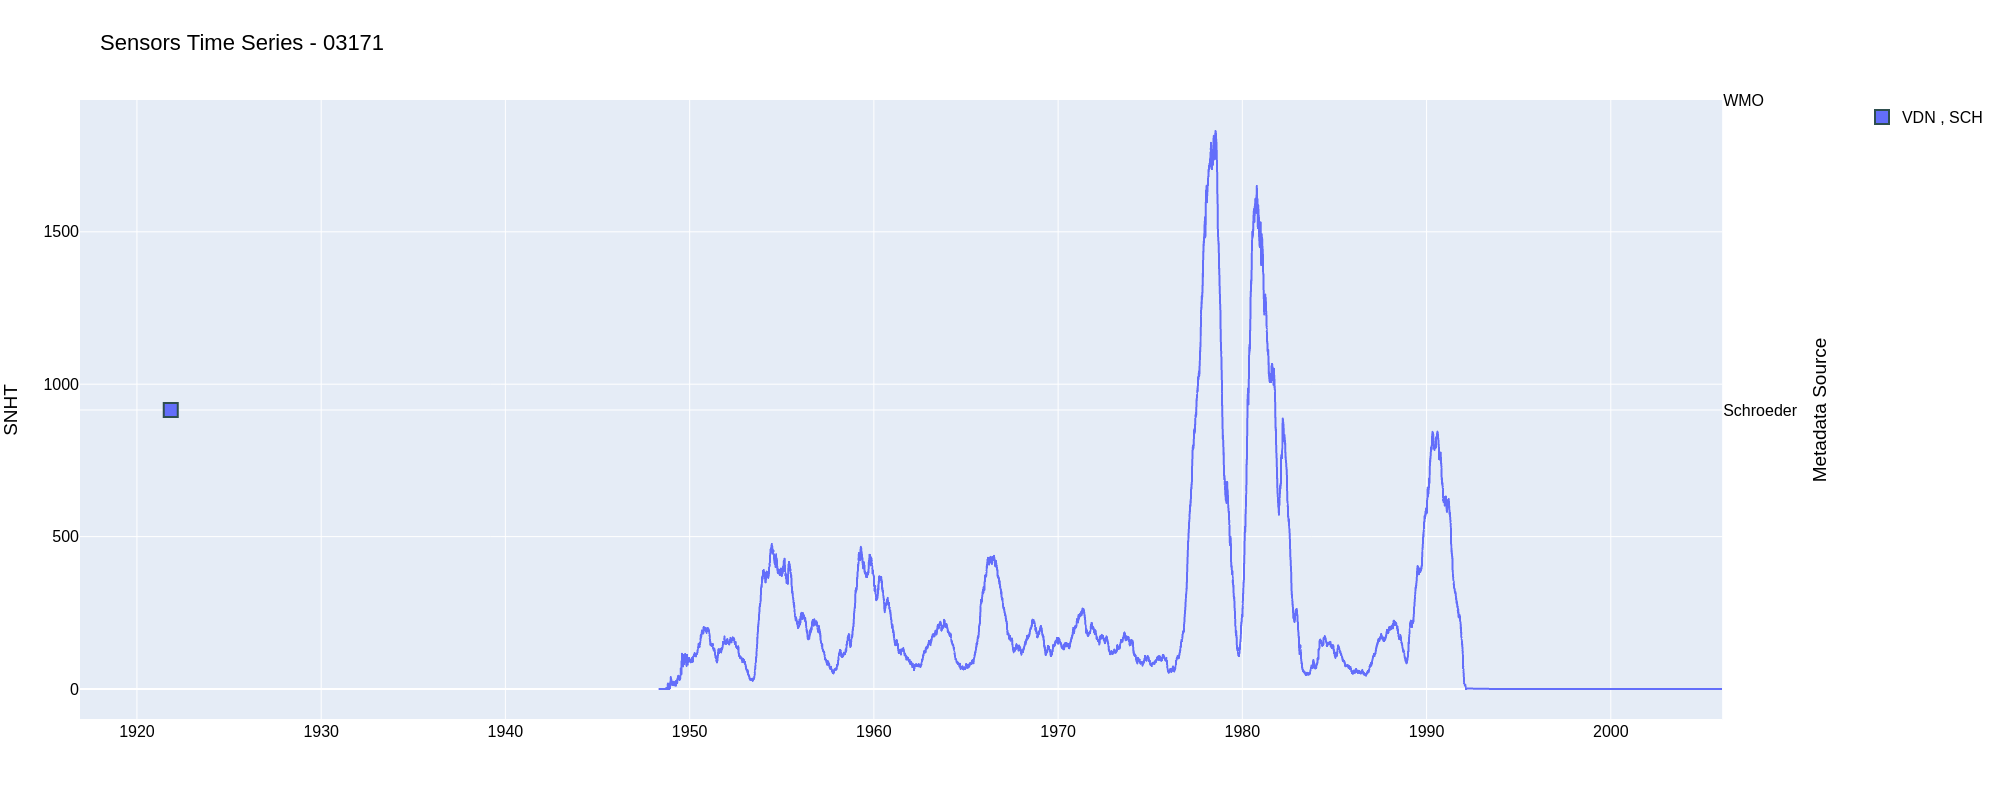 Sensors Time Series - 03171
WMO
VDN , SCH
1500
1000
500
0
SNHT
Schroeder
Metadata Source
1920
1930
1940
1950
1960
1970
1980
1990
2000